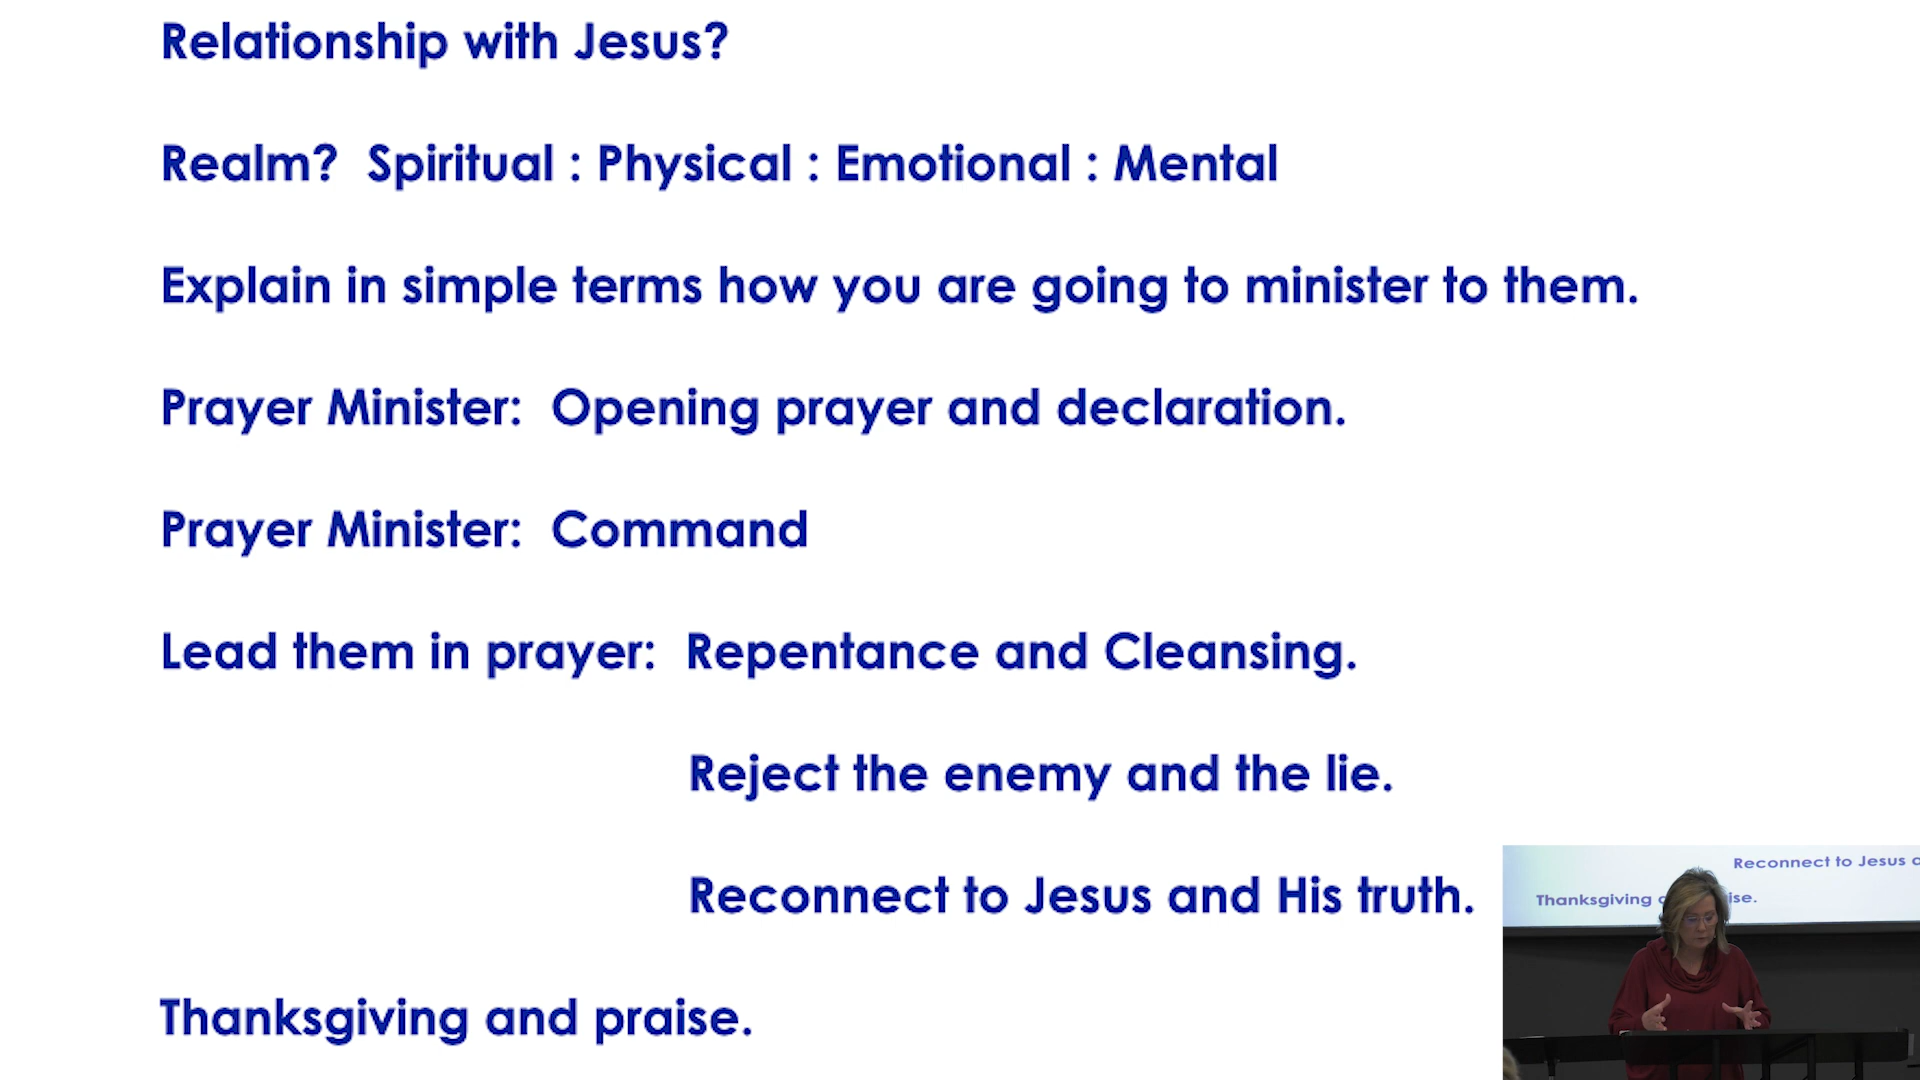 Relationship with Jesus?
Realm?  Spiritual : Physical : Emotional : Mental
Explain in simple terms how you are going to minister to them.
Prayer Minister:  Opening prayer and declaration.
Prayer Minister:  Command
Lead them in prayer:  Repentance and Cleansing.
Reject the enemy and the lie.
Reconnect to Jesus and His truth.
Thanksgiving and praise.
Reconnect to Jesus
Thanksgiving